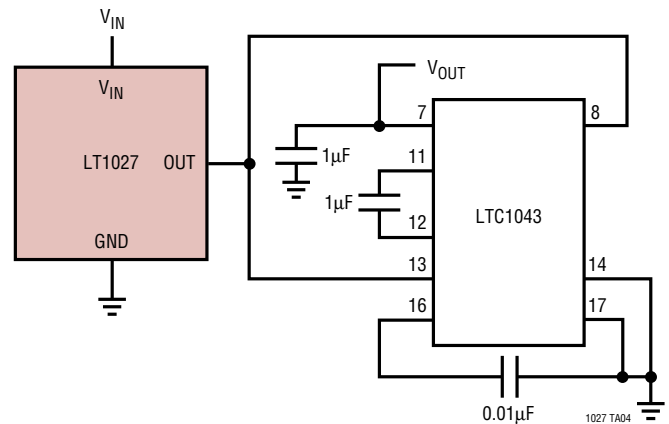 V_IN
V_IN
LT1027 OUT
GND
V_OUT
7
8
1µF
11
1µF
12
LTC1043
13
14
16
17
0.01µF
1027 TA04